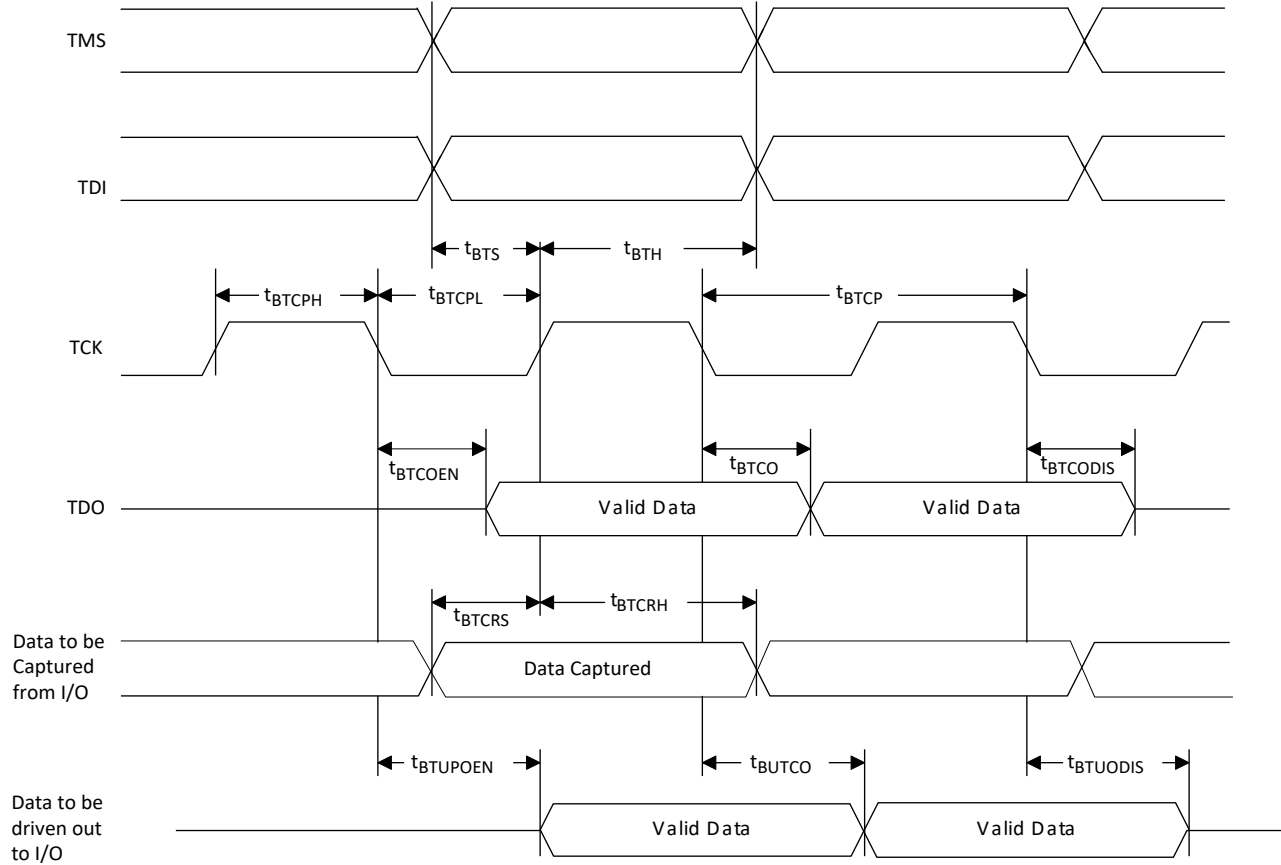 TMS
TDI
tBTS
tBTH
tBTCPH
tBTCPL
tBTCP
TCK
tBTCOEN
tBTCO
tBTCODIS
TDO
Valid Data
Valid Data
tBTCRS
tBTCRH
Data to be
Captured
from I/O
Data Captured
tBTUPOEN
tBUTCO
tBTUODIS
Data to be
driven out
to I/O
Valid Data
Valid Data